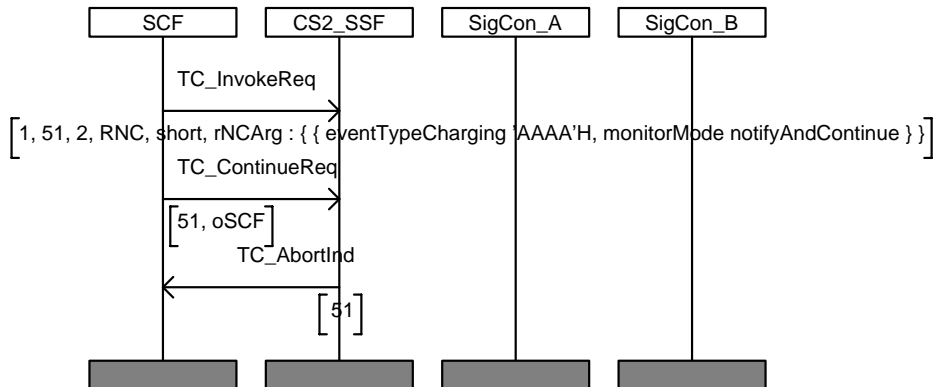 SCF CS2_SSF SigCon_A SigCon_B
TC_InvokeReq
[1, 51, 2, RNC, short, rNCArg : { { eventTypeCharging 'AAAA'H, monitorMode notifyAndContinue } }]
TC_ContinueReq
[51, oSCF]
TC_AbortInd
[51]